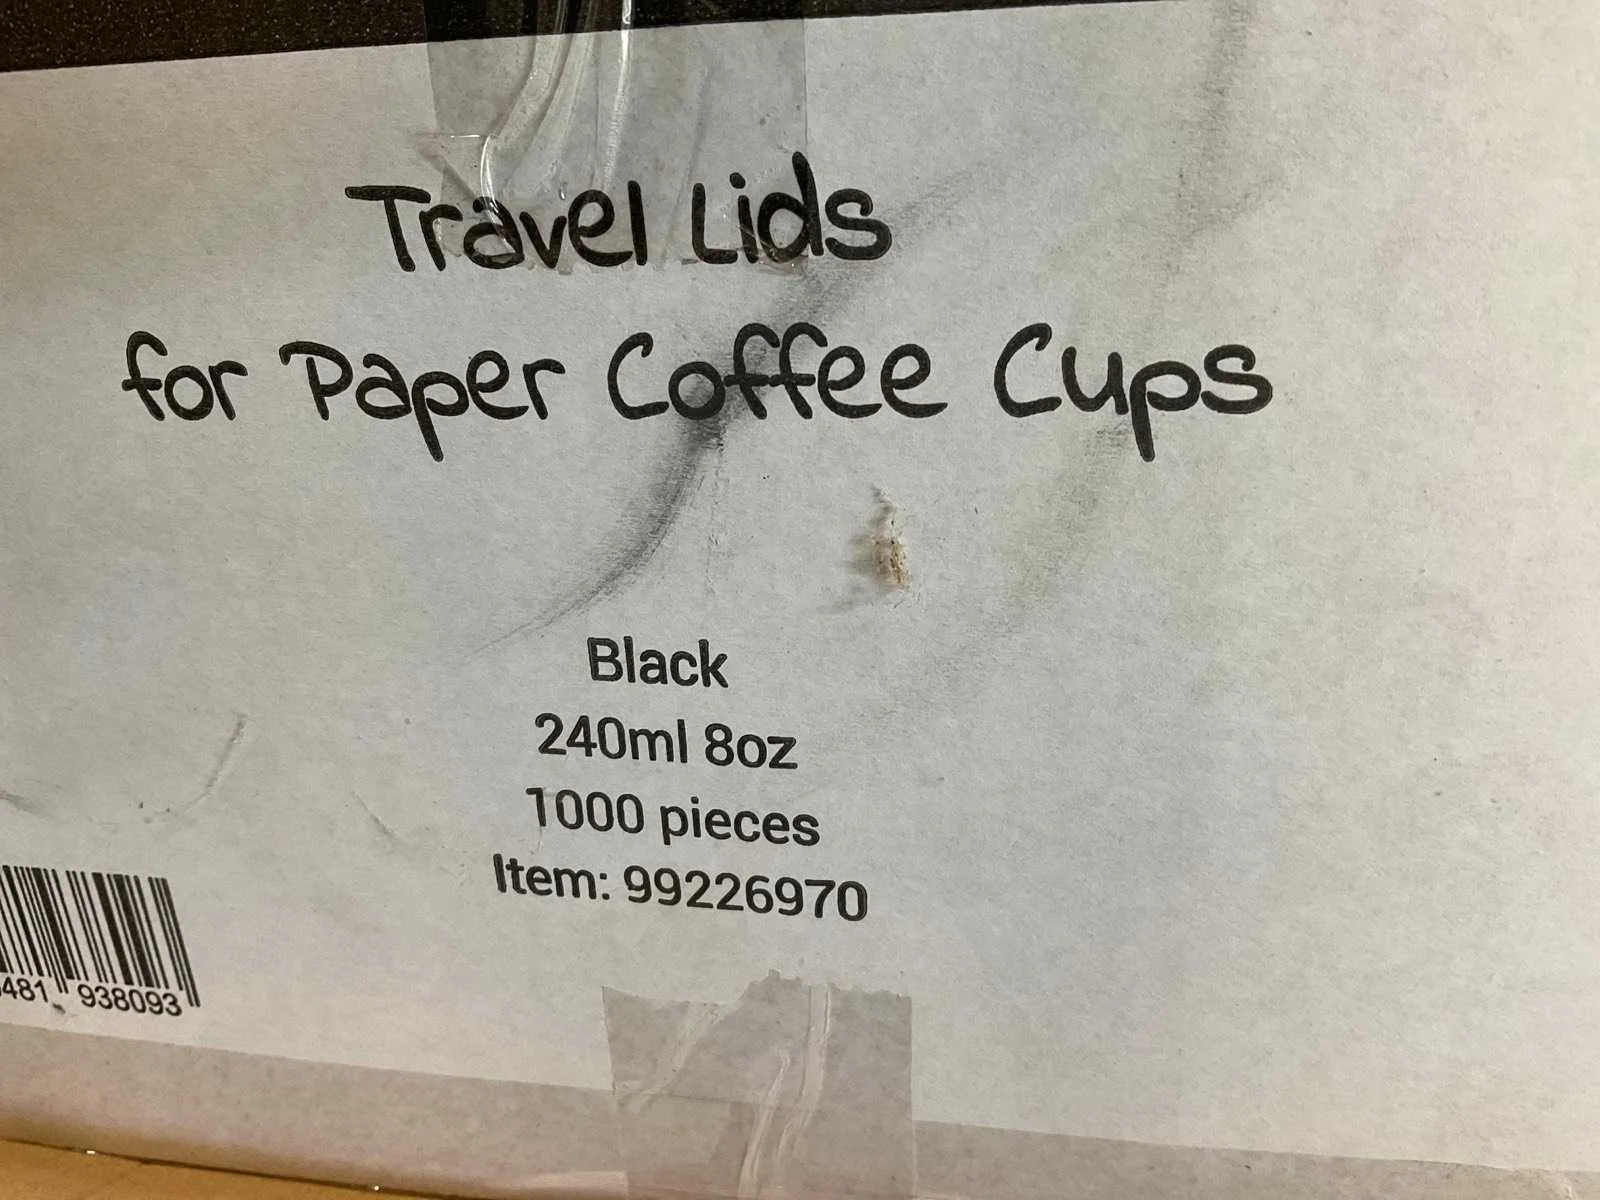 Travel Lids
for Paper Coffee Cups
Black
240ml 8oz
1000 pieces
Item: 99226970
481 938093